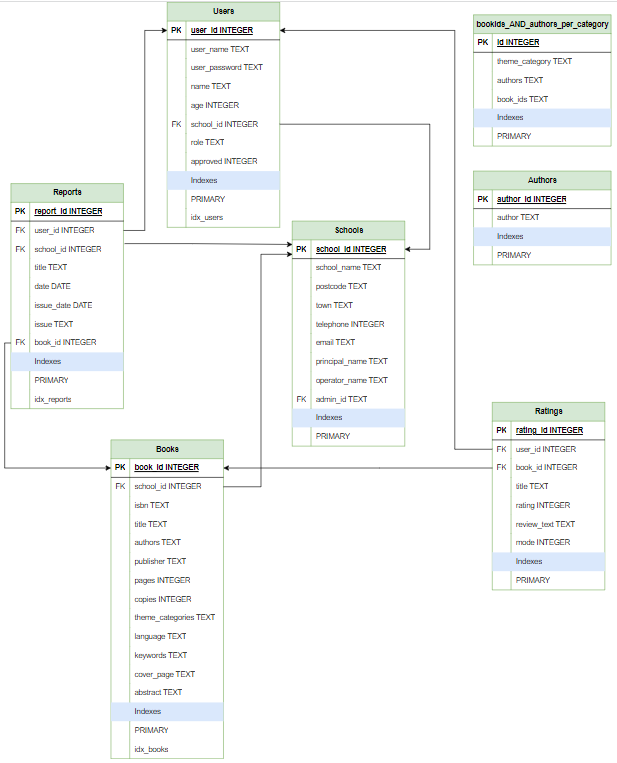 Users
PK user_id INTEGER
user_name TEXT
user_password TEXT
name TEXT
age INTEGER
FK school_id INTEGER
role TEXT
approved INTEGER
Indexes
PRIMARY
idx_users
bookids_AND_authors_per_category
PK id INTEGER
theme_category TEXT
authors TEXT
book_ids TEXT
Indexes
PRIMARY
Authors
PK author_id INTEGER
author TEXT
Indexes
PRIMARY
Reports
PK report_id INTEGER
FK user_id INTEGER
FK school_id INTEGER
title TEXT
date DATE
issue_date DATE
issue TEXT
FK book_id INTEGER
Indexes
PRIMARY
idx_reports
Schools
PK school_id INTEGER
school_name TEXT
postcode TEXT
town TEXT
telephone INTEGER
email TEXT
principal_name TEXT
operator_name TEXT
FK admin_id TEXT
Indexes
PRIMARY
Ratings
PK rating_id INTEGER
FK user_id INTEGER
FK book_id INTEGER
title TEXT
rating INTEGER
review_text TEXT
mode INTEGER
Indexes
PRIMARY
Books
PK book_id INTEGER
FK school_id INTEGER
isbn TEXT
title TEXT
authors TEXT
publisher TEXT
pages INTEGER
copies INTEGER
theme_categories TEXT
language TEXT
keywords TEXT
cover_page TEXT
abstract TEXT
Indexes
PRIMARY
idx_books